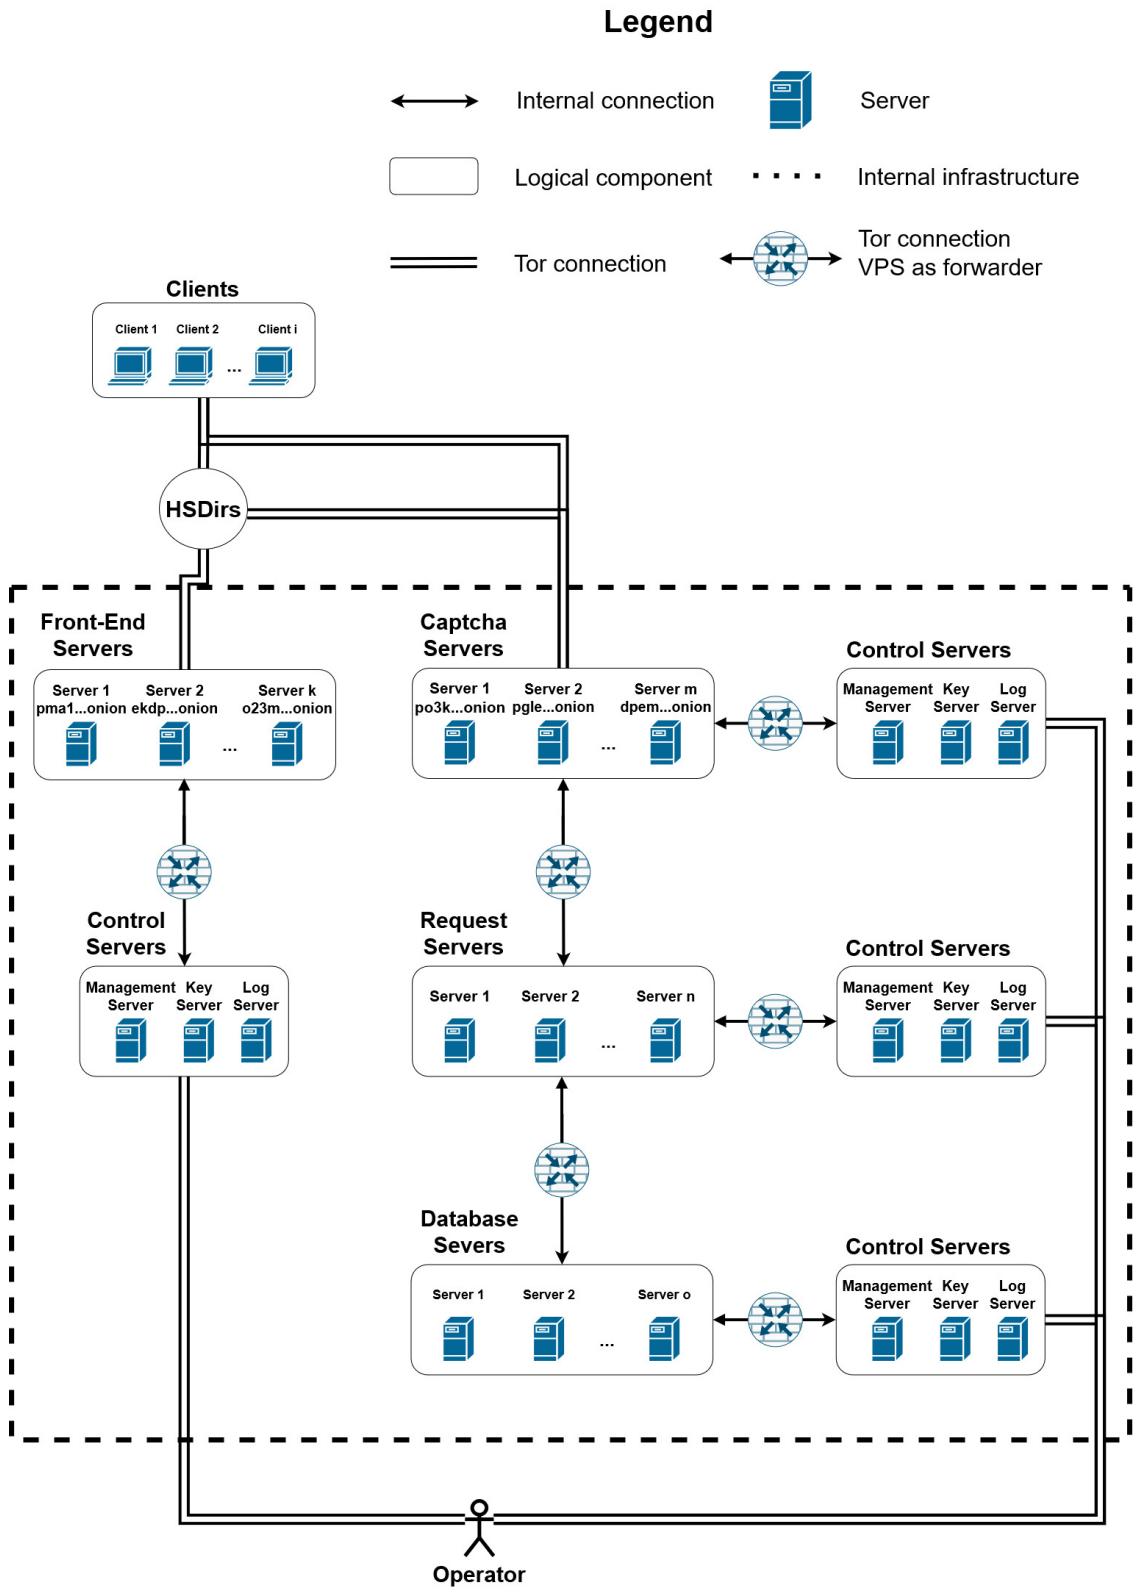 Legend
Internal connection
Server
Logical component
Internal infrastructure
Tor connection
Tor connection
VPS as forwarder
Clients
Client 1
Client 2
Client i
...
HSDirs
Front-End
Servers
Server 1
pma1...onion
Server 2
ekdp...onion
Server k
o23m...onion
...
Captcha
Servers
Server 1
po3k...onion
Server 2
pgle...onion
Server m
dpem...onion
...
Control Servers
Management
Server
Key
Server
Log
Server
Control
Servers
Management
Server
Key
Server
Log
Server
Request
Servers
Server 1
Server 2
Server n
...
Control Servers
Management
Server
Key
Server
Log
Server
Database
Severs
Server 1
Server 2
Server o
...
Control Servers
Management
Server
Key
Server
Log
Server
Operator